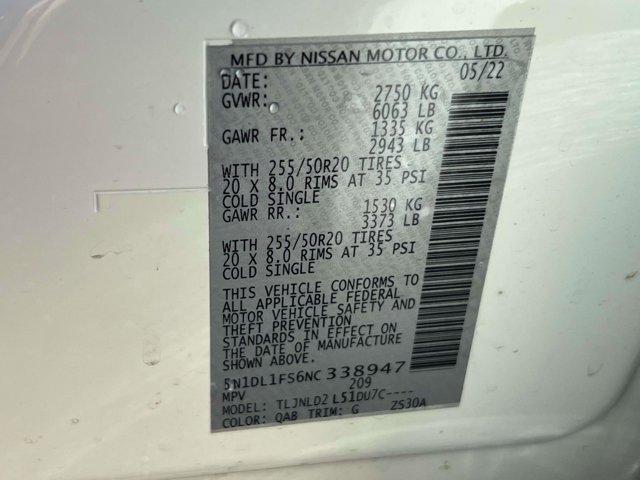 MFD BY NISSAN MOTOR CO., LTD.
DATE: 05/22
GVWR: 2750 KG
6063 LB
GAWR FR.: 1335 KG
2943 LB
WITH 255/50R20 TIRES
20 X 8.0 RIMS AT 35 PSI
COLD SINGLE
GAWR RR.: 1530 KG
3373 LB
WITH 255/50R20 TIRES
20 X 8.0 RIMS AT 35 PSI
COLD SINGLE
THIS VEHICLE CONFORMS TO
ALL APPLICABLE FEDERAL
MOTOR VEHICLE SAFETY AND
THEFT PREVENTION
STANDARDS IN EFFECT ON
THE DATE OF MANUFACTURE
SHOWN ABOVE.
5N1DL1FS6NC338947
MPV 209
MODEL: TLJNLD2 L51DU7C----
COLOR: QAB TRIM: G ZS30A